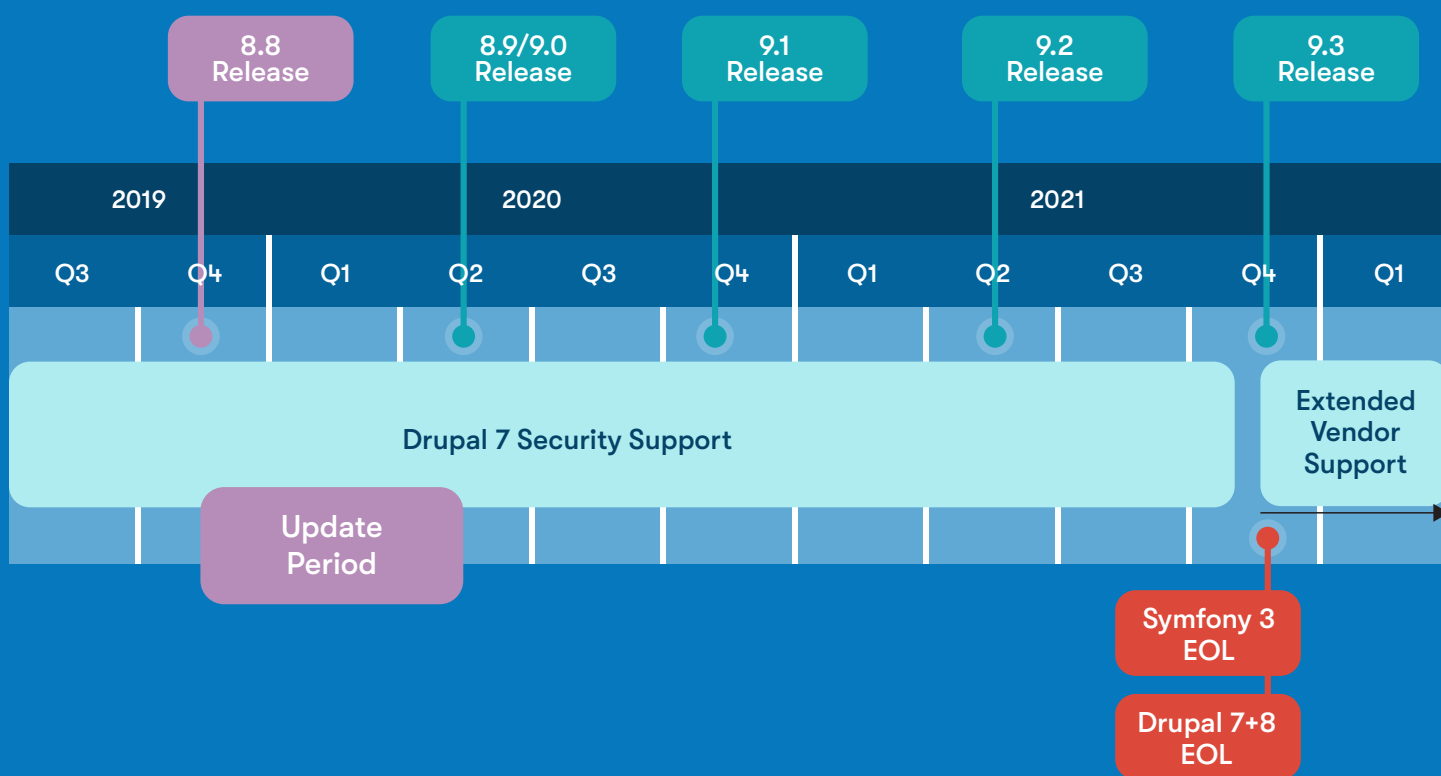 8.8
Release
8.9/9.0
Release
9.1
Release
9.2
Release
9.3
Release
2019
2020
2021
Q3
Q4
Q1
Q2
Q3
Q4
Q1
Q2
Q3
Q4
Q1
Drupal 7 Security Support
Extended
Vendor
Support
Update
Period
Symfony 3
EOL
Drupal 7+8
EOL